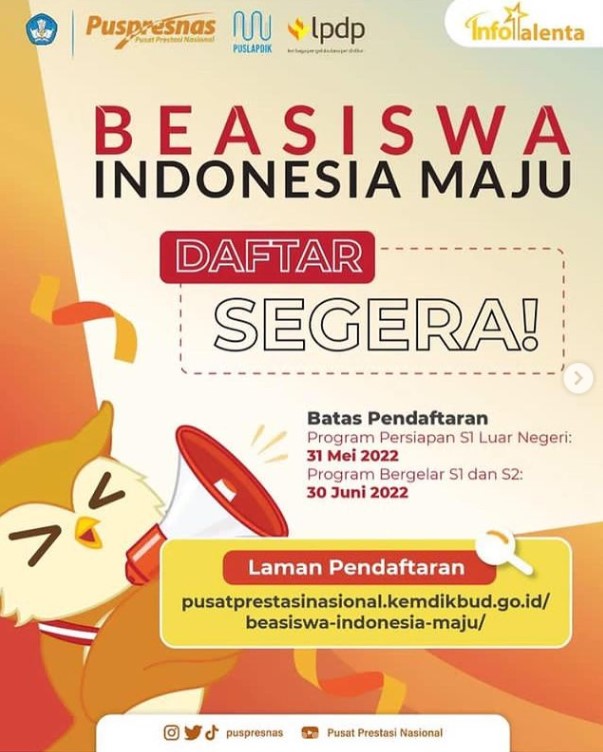 Puspresnas
Pusat Prestasi Nasional
PUSLAPDIK
lpdp
InfoTalenta
BEASISWA
INDONESIA MAJU
DAFTAR
SEGERA!
Batas Pendaftaran
Program Persiapan S1 Luar Negeri:
31 Mei 2022
Program Bergelar S1 dan S2:
30 Juni 2022
Laman Pendaftaran
pusatprestasinasional.kemdikbud.go.id/
beasiswa-indonesia-maju/
puspresnas
Pusat Prestasi Nasional